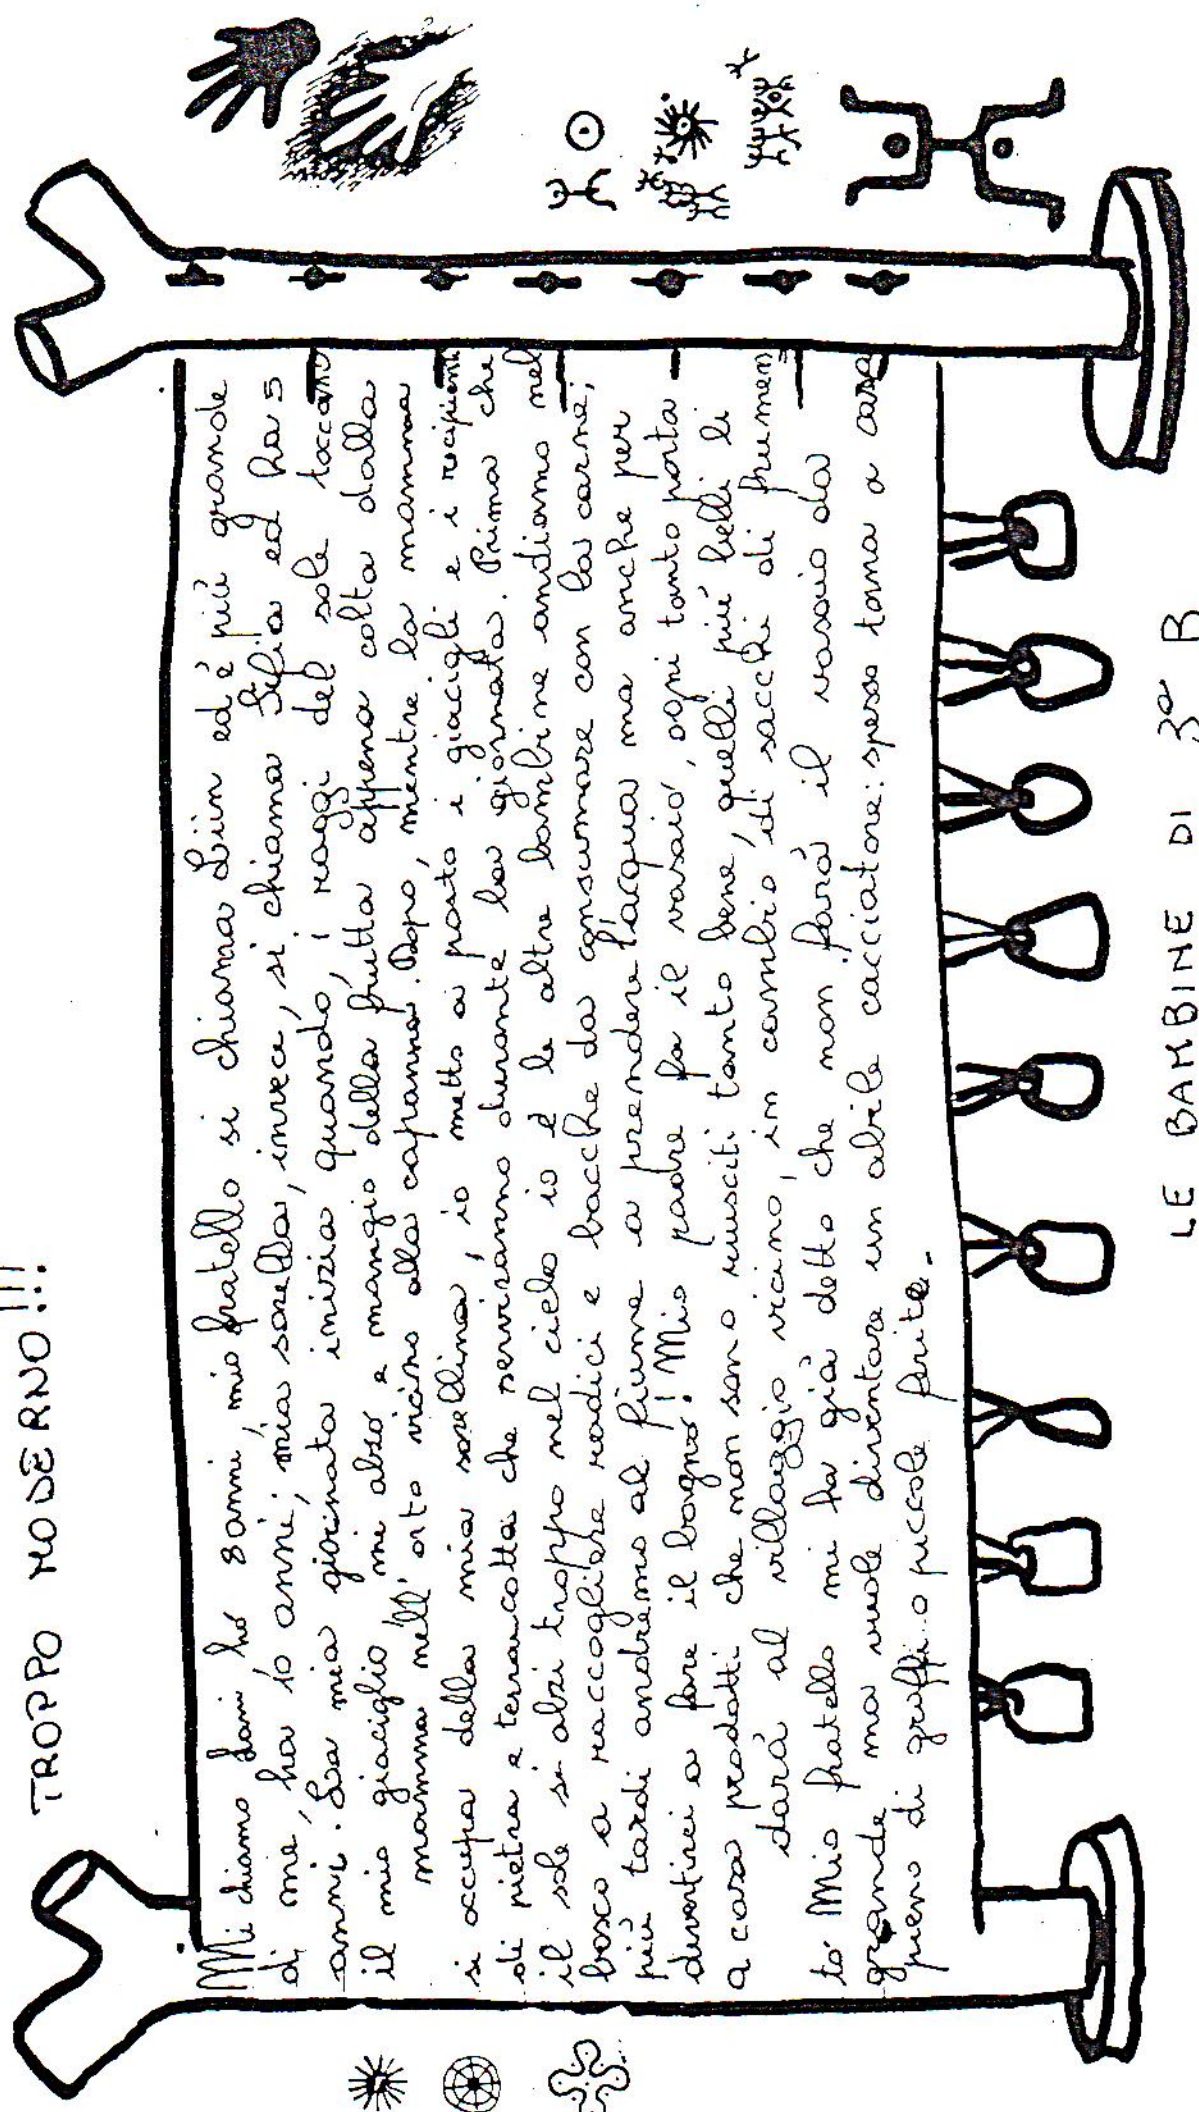 TROPPO MODERNO!!!
Mi chiamo Lani ho 8 anni, mio fratello si chiama Liin ed é più grande
di me, ha 10 anni; mia sorella, invece, si chiama Sefia ed ha 5
anni. La mia giornata inizia quando, i raggi del sole toccano
il mio giaciglio, mi alzo e mangio della frutta appena colta dalla
mamma nell'orto vicino alla capanna. Dopo, mentre la mamma
si occupa della mia sorellina, io metto a posto i giacigli e i recipienti
di pietra e terracotta che serviranno durante la giornata. Prima che
il sole si alzi troppo nel cielo io e le altre bambine andiamo nel
bosco a raccogliere radici e bacche da consumare con la carne;
più tardi andremo al fiume a prendere l'acqua ma anche per
divertirci a fare il bagno! Mio padre fa il vasaio, ogni tanto porta
a casa prodotti che non sono riusciti tanto bene, quelli più belli li
darà al villaggio vicino, in cambio di sacchi di frumen
to. Mio fratello mi ha già detto che non farà il vasaio da
grande ma vuole diventare un abile cacciatore: spesso torna a casa
pieno di graffi o piccole ferite.
LE BAMBINE DI 3ª B